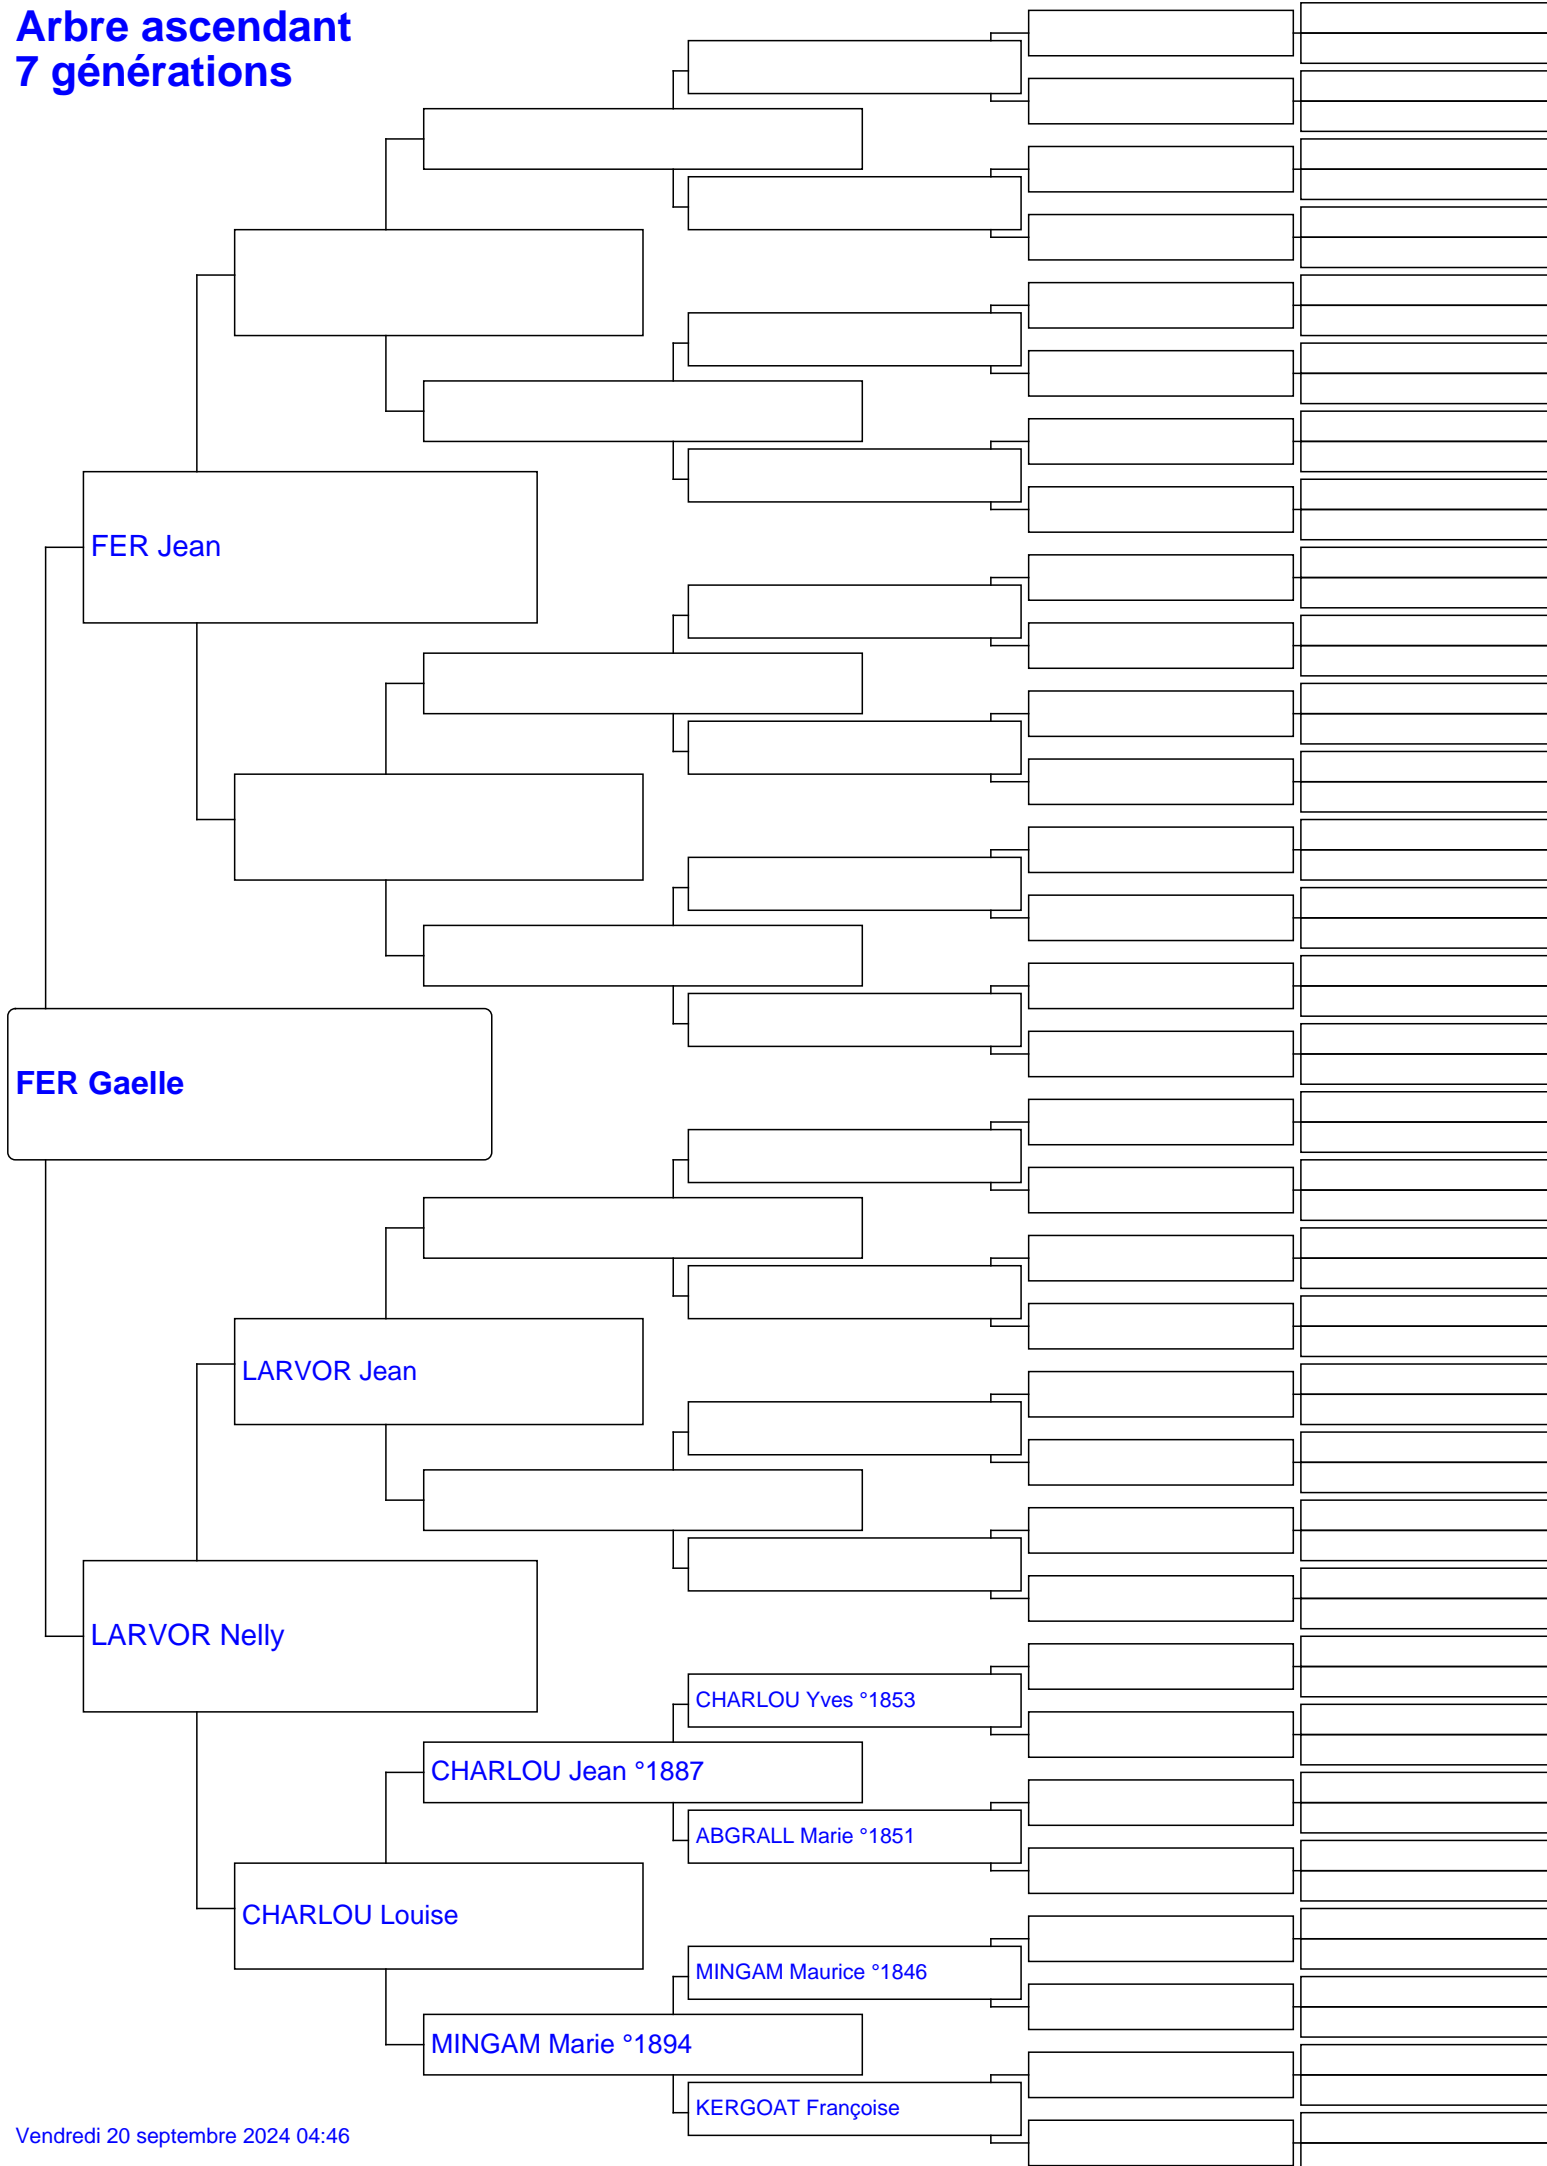 Arbre ascendant
7 générations
FER Jean
FER Gaelle
LARVOR Jean
LARVOR Nelly
CHARLOU Yves °1853
CHARLOU Jean °1887
ABGRALL Marie °1851
CHARLOU Louise
MINGAM Maurice °1846
MINGAM Marie °1894
KERGOAT Françoise
Vendredi 20 septembre 2024 04:46